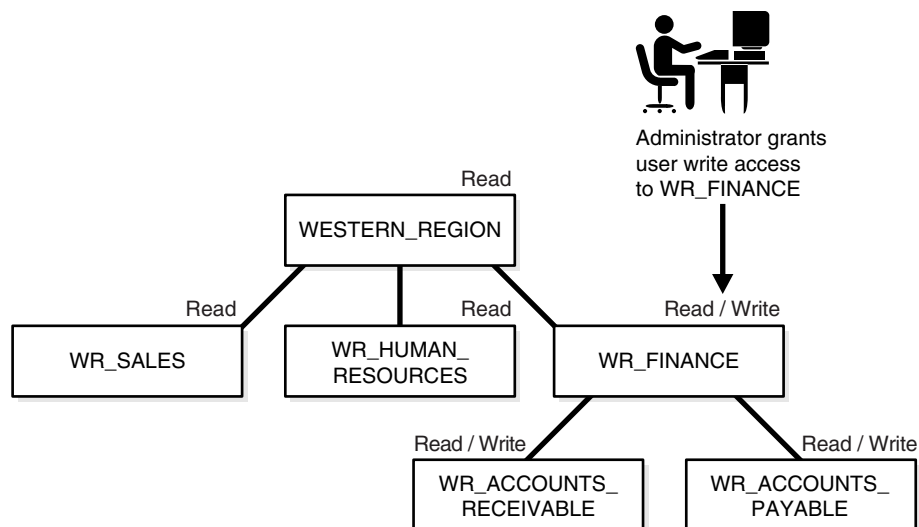 Administrator grants
user write access
to WR_FINANCE
Read
WESTERN_REGION
Read
WR_SALES
Read
WR_HUMAN_
RESOURCES
Read / Write
WR_FINANCE
Read / Write
WR_ACCOUNTS_
RECEIVABLE
Read / Write
WR_ACCOUNTS_
PAYABLE